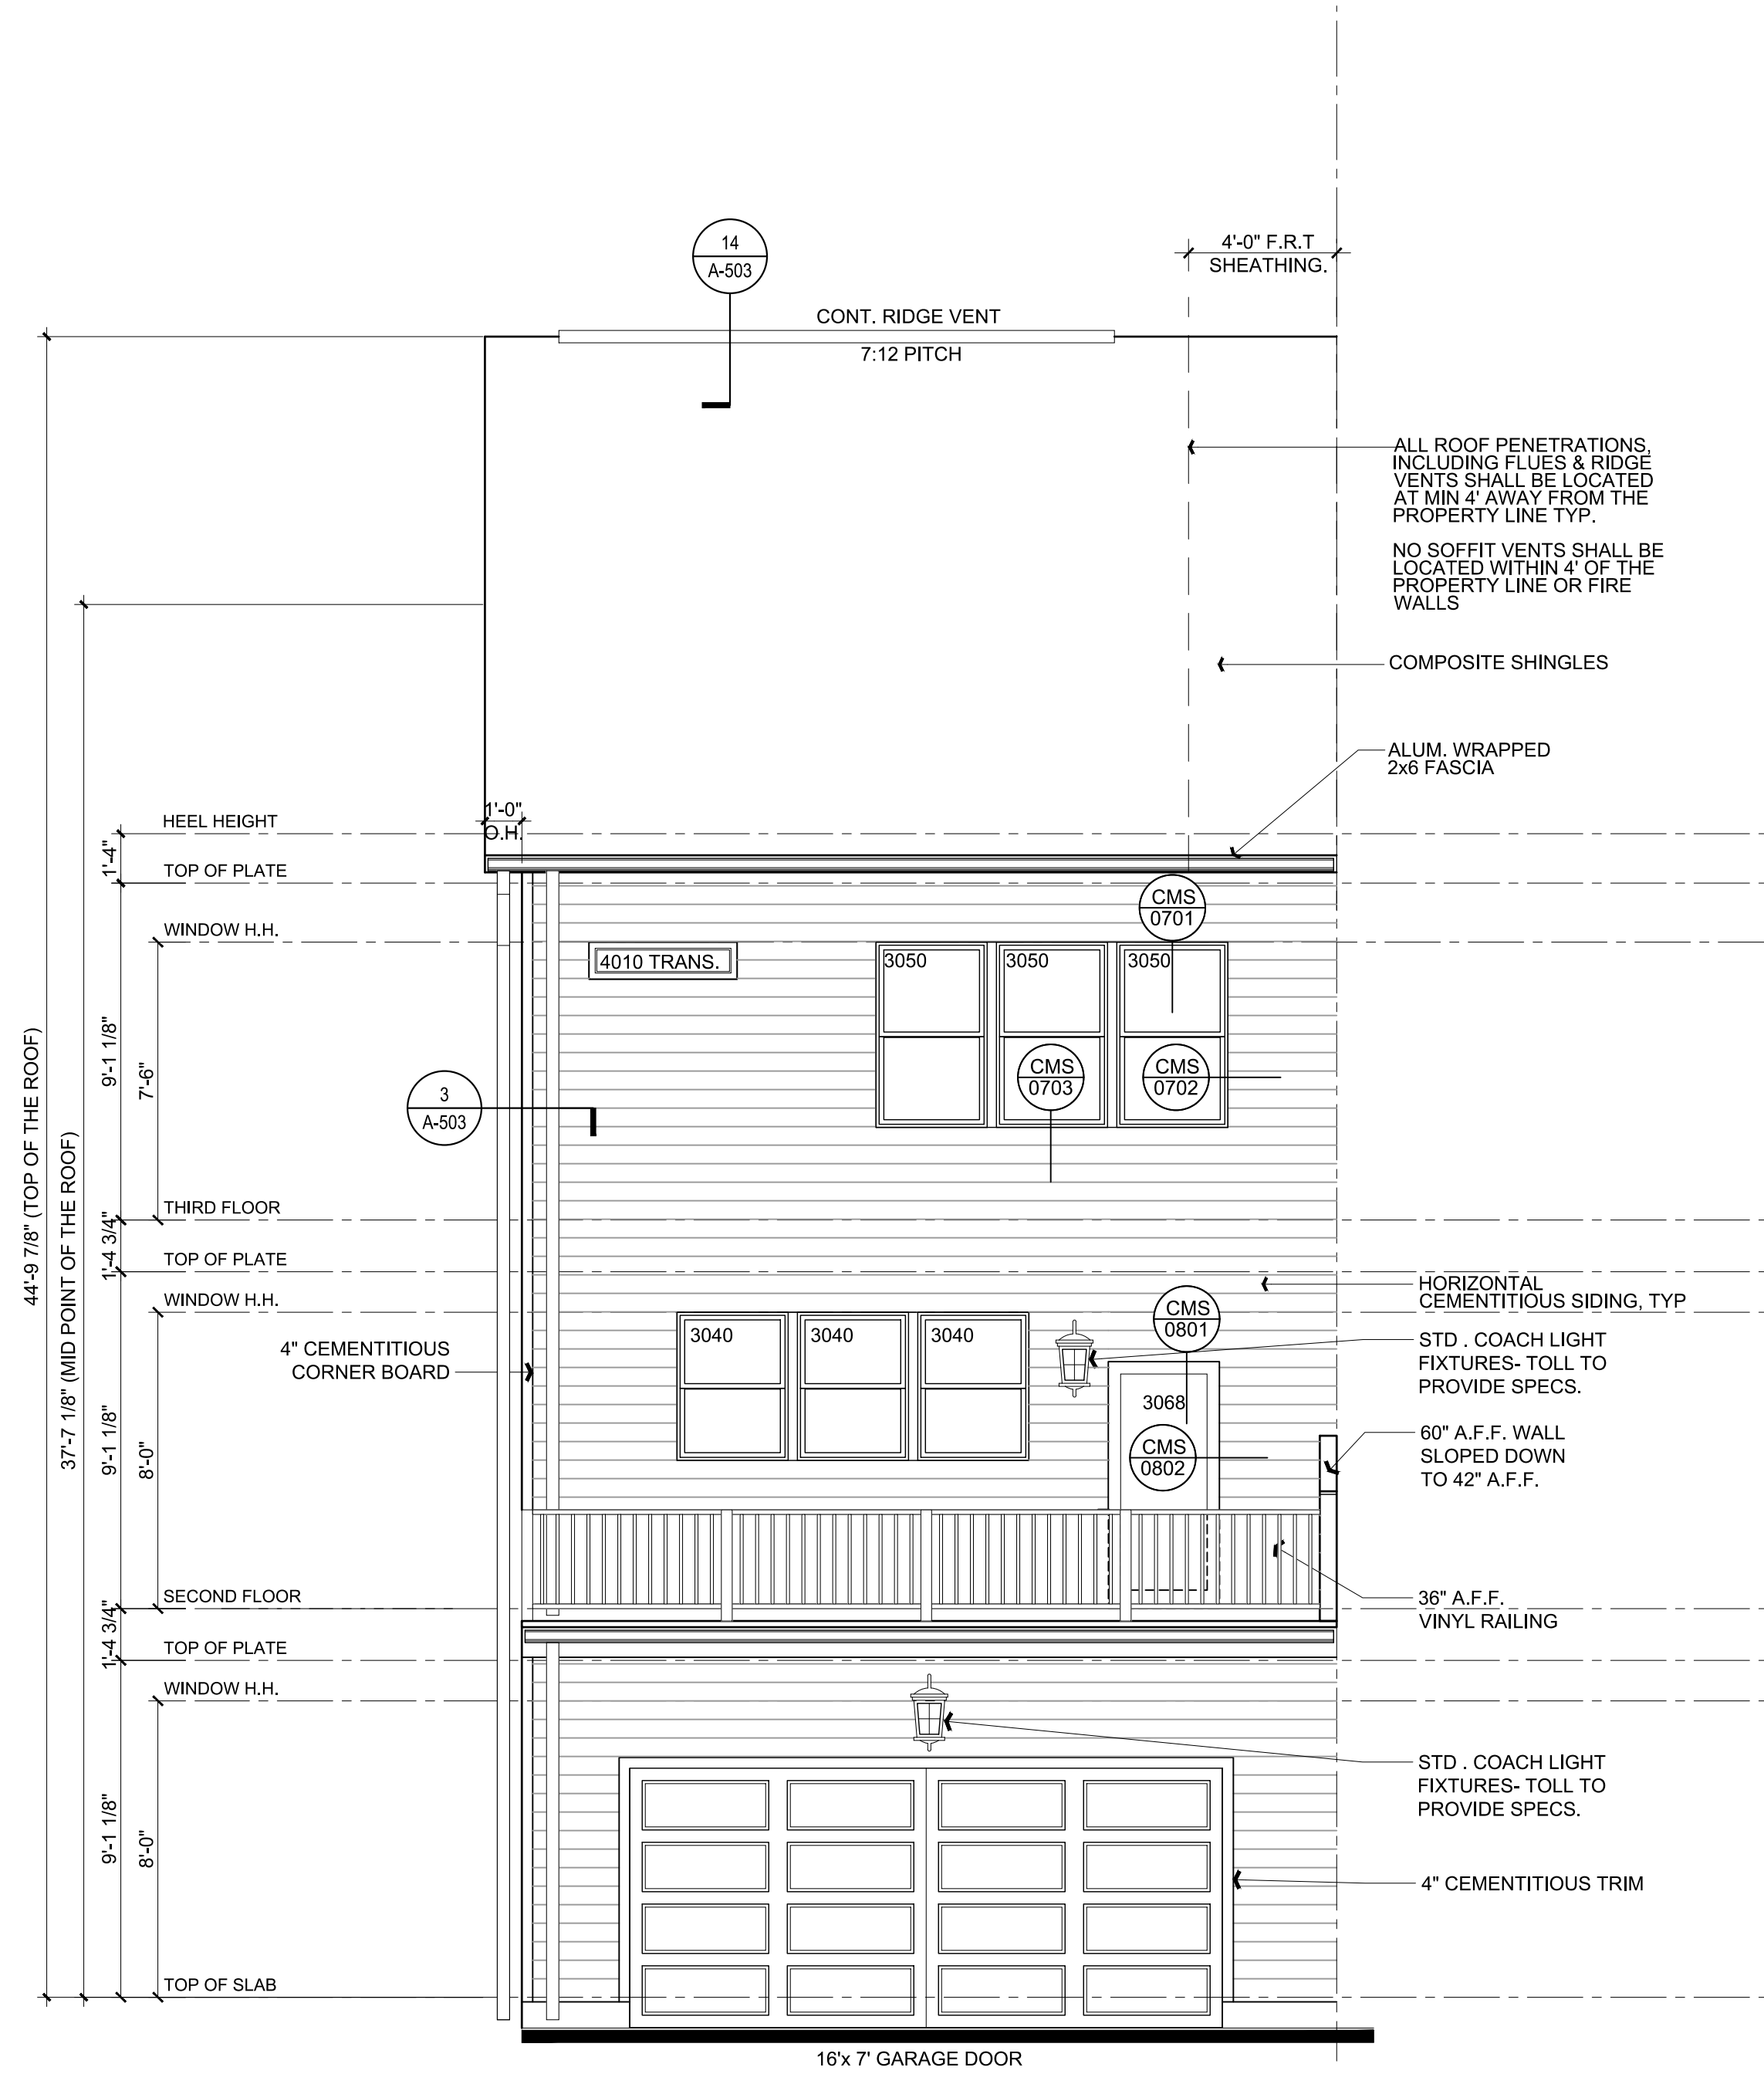 14
A-503
4'-0" F.R.T
SHEATHING.
CONT. RIDGE VENT
7:12 PITCH
ALL ROOF PENETRATIONS,
INCLUDING FLUES & RIDGE
VENTS SHALL BE LOCATED
AT MIN 4' AWAY FROM THE
PROPERTY LINE TYP.
NO SOFFIT VENTS SHALL BE
LOCATED WITHIN 4' OF THE
PROPERTY LINE OR FIRE
WALLS
COMPOSITE SHINGLES
ALUM. WRAPPED
2x6 FASCIA
1'-0"
O.H.
HEEL HEIGHT
1'-4"
TOP OF PLATE
CMS
0701
WINDOW H.H.
4010 TRANS.
3050
3050
3050
9'-1 1/8"
7'-6"
CMS
0703
CMS
0702
3
A-503
44'-9 7/8" (TOP OF THE ROOF)
37'-7 1/8" (MID POINT OF THE ROOF)
THIRD FLOOR
1'-4 3/4"
TOP OF PLATE
WINDOW H.H.
HORIZONTAL
CEMENTITIOUS SIDING, TYP
CMS
0801
3040
3040
3040
4" CEMENTITIOUS
CORNER BOARD
STD . COACH LIGHT
FIXTURES- TOLL TO
PROVIDE SPECS.
3068
9'-1 1/8"
8'-0"
CMS
0802
60" A.F.F. WALL
SLOPED DOWN
TO 42" A.F.F.
SECOND FLOOR
36" A.F.F.
VINYL RAILING
1'-4 3/4"
TOP OF PLATE
WINDOW H.H.
STD . COACH LIGHT
FIXTURES- TOLL TO
PROVIDE SPECS.
9'-1 1/8"
8'-0"
4" CEMENTITIOUS TRIM
TOP OF SLAB
16'x 7' GARAGE DOOR